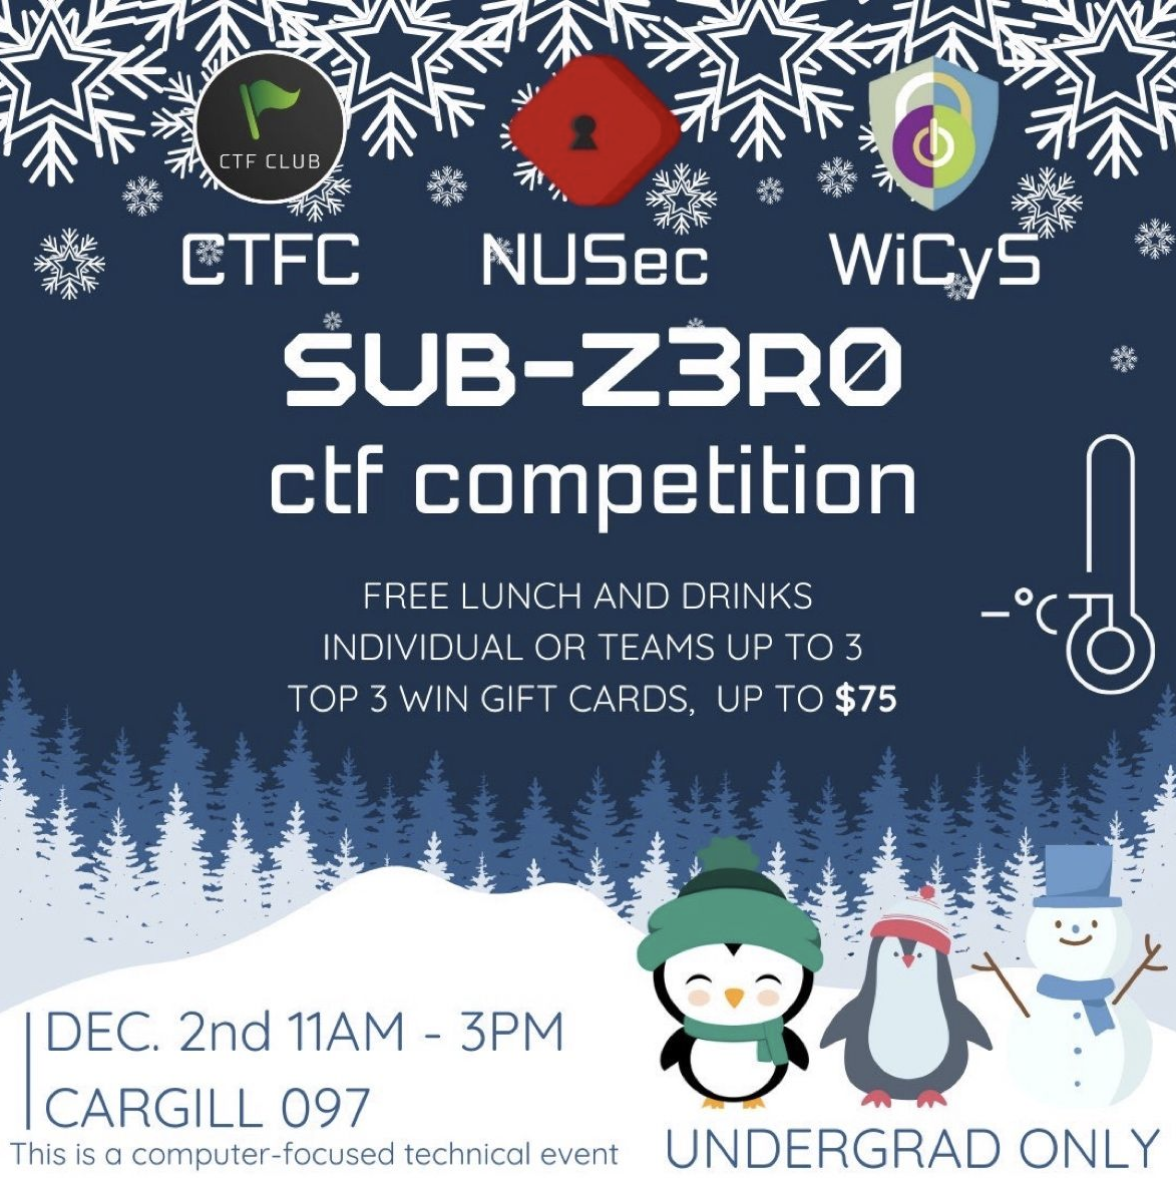 CTF CLUB
CTFC NUSec WiCyS
SUB-Z3R0
ctf competition
FREE LUNCH AND DRINKS
INDIVIDUAL OR TEAMS UP TO 3
TOP 3 WIN GIFT CARDS, UP TO $75
-°C
DEC. 2nd 11AM - 3PM
CARGILL 097
This is a computer-focused technical event
UNDERGRAD ONLY